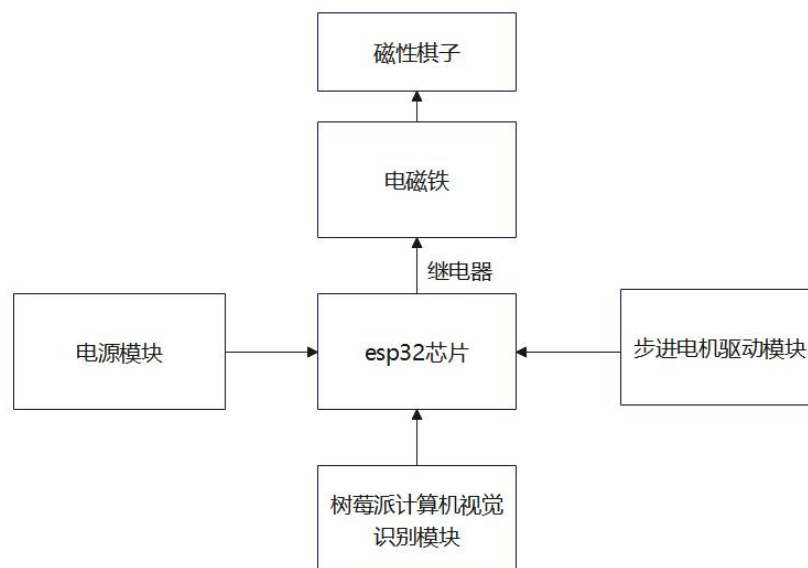 磁性棋子
电磁铁
继电器
电源模块
esp32芯片
步进电机驱动模块
树莓派计算机视觉
识别模块